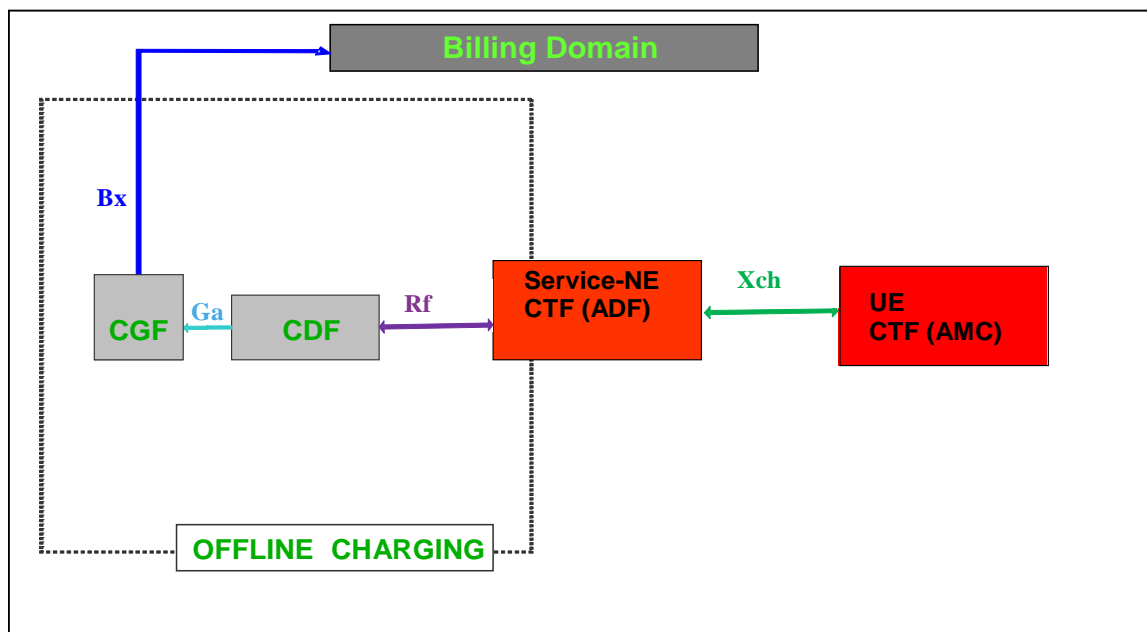 Billing Domain
Bx
Service-NE
CTF (ADF)
Xch
UE
CTF (AMC)
Rf
Ga
CGF
CDF
OFFLINE CHARGING